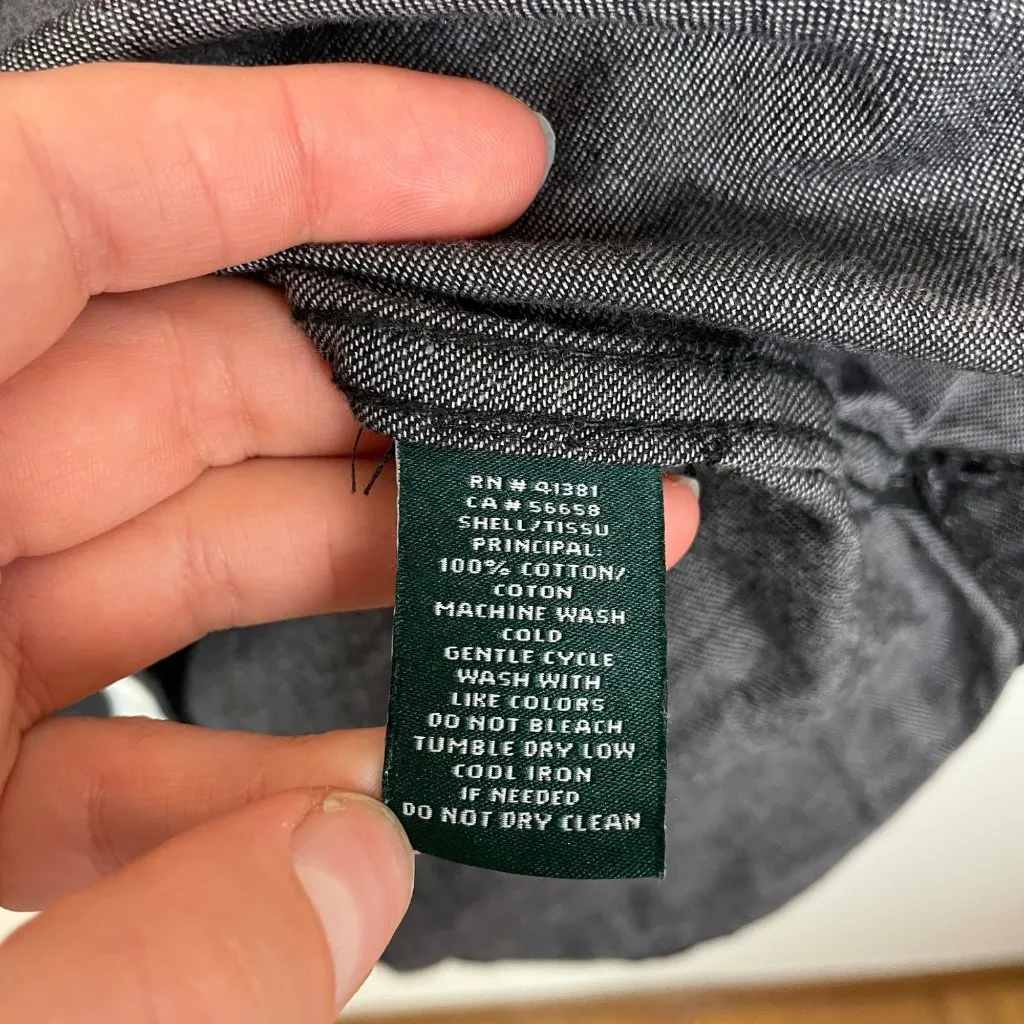 RN # 41381
CA # 56658
SHELL/TISSU
PRINCIPAL:
100% COTTON/
COTON
MACHINE WASH
COLD
GENTLE CYCLE
WASH WITH
LIKE COLORS
DO NOT BLEACH
TUMBLE DRY LOW
COOL IRON
IF NEEDED
DO NOT DRY CLEAN